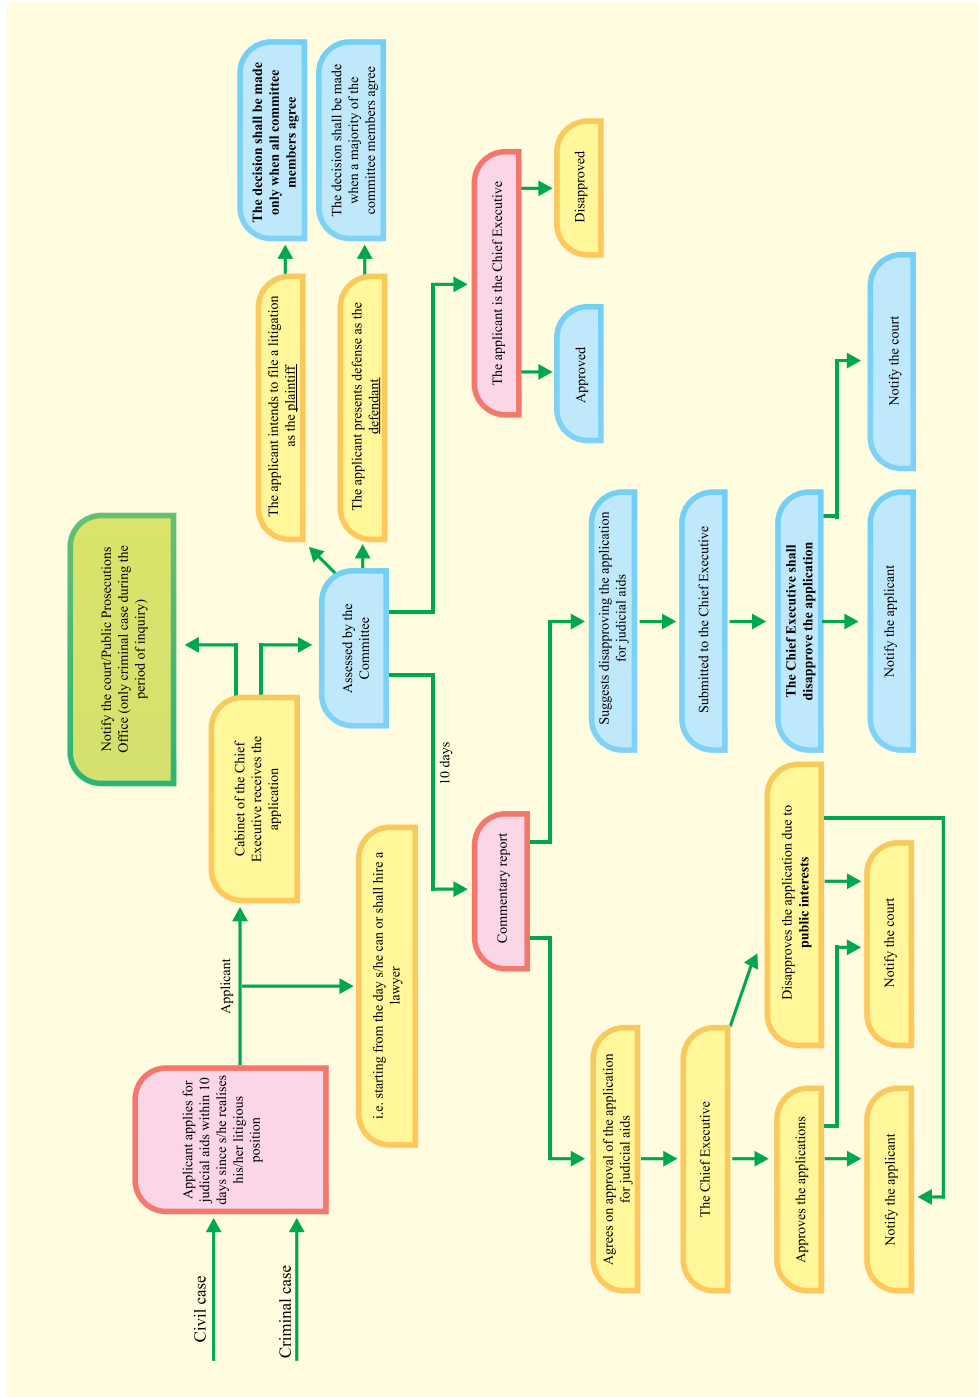 Civil case
Criminal case
Applicant applies for
judicial aids within 10
days since s/he realises
his/her litigious
position
Applicant
i.e. starting from the day s/he can or shall hire a
lawyer
Cabinet of the Chief
Executive receives the
application
Notify the court/Public Prosecutions
Office (only criminal case during the
period of inquiry)
Assessed by the
Committee
The applicant intends to file a litigation
as the plaintiff
The decision shall be made
only when all committee
members agree
The applicant presents defense as the
defendant
The decision shall be made
when a majority of the
committee members agree
10 days
Commentary report
The applicant is the Chief Executive
Approved
Disapproved
Agrees on approval of the application
for judicial aids
The Chief Executive
Approves the applications
Disapproves the application due to
public interests
Notify the applicant
Notify the court
Suggests disapproving the application
for judicial aids
Submitted to the Chief Executive
The Chief Executive shall
disapprove the application
Notify the applicant
Notify the court